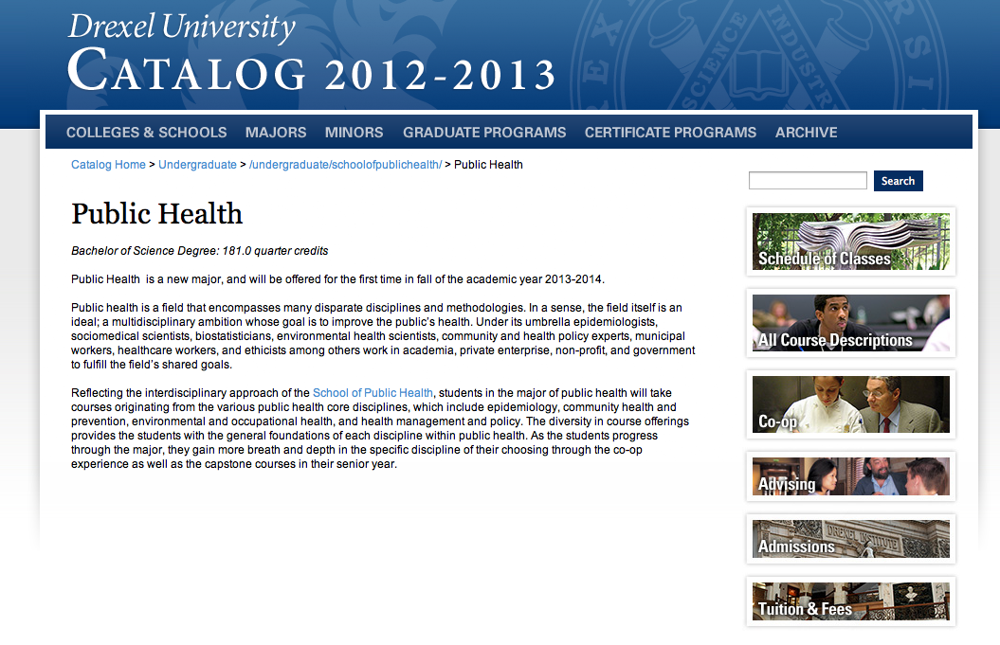 Drexel University
CATALOG 2012-2013
SCIENCE
INDUSTRY
COLLEGES & SCHOOLS MAJORS MINORS GRADUATE PROGRAMS CERTIFICATE PROGRAMS ARCHIVE
Catalog Home > Undergraduate > /undergraduate/schoolofpublichealth/ > Public Health
Search
Public Health
Bachelor of Science Degree: 181.0 quarter credits
Public Health  is a new major, and will be offered for the first time in fall of the academic year 2013-2014.
Public health is a field that encompasses many disparate disciplines and methodologies. In a sense, the field itself is an
ideal; a multidisciplinary ambition whose goal is to improve the public's health. Under its umbrella epidemiologists,
sociomedical scientists, biostatisticians, environmental health scientists, community and health policy experts, municipal
workers, healthcare workers, and ethicists among others work in academia, private enterprise, non-profit, and government
to fulfill the field's shared goals.
Reflecting the interdisciplinary approach of the School of Public Health, students in the major of public health will take
courses originating from the various public health core disciplines, which include epidemiology, community health and
prevention, environmental and occupational health, and health management and policy. The diversity in course offerings
provides the students with the general foundations of each discipline within public health. As the students progress
through the major, they gain more breath and depth in the specific discipline of their choosing through the co-op
experience as well as the capstone courses in their senior year.
Schedule of Classes
All Course Descriptions
Co-op
Advising
DREXEL INSTITUTE
Admissions
Tuition & Fees